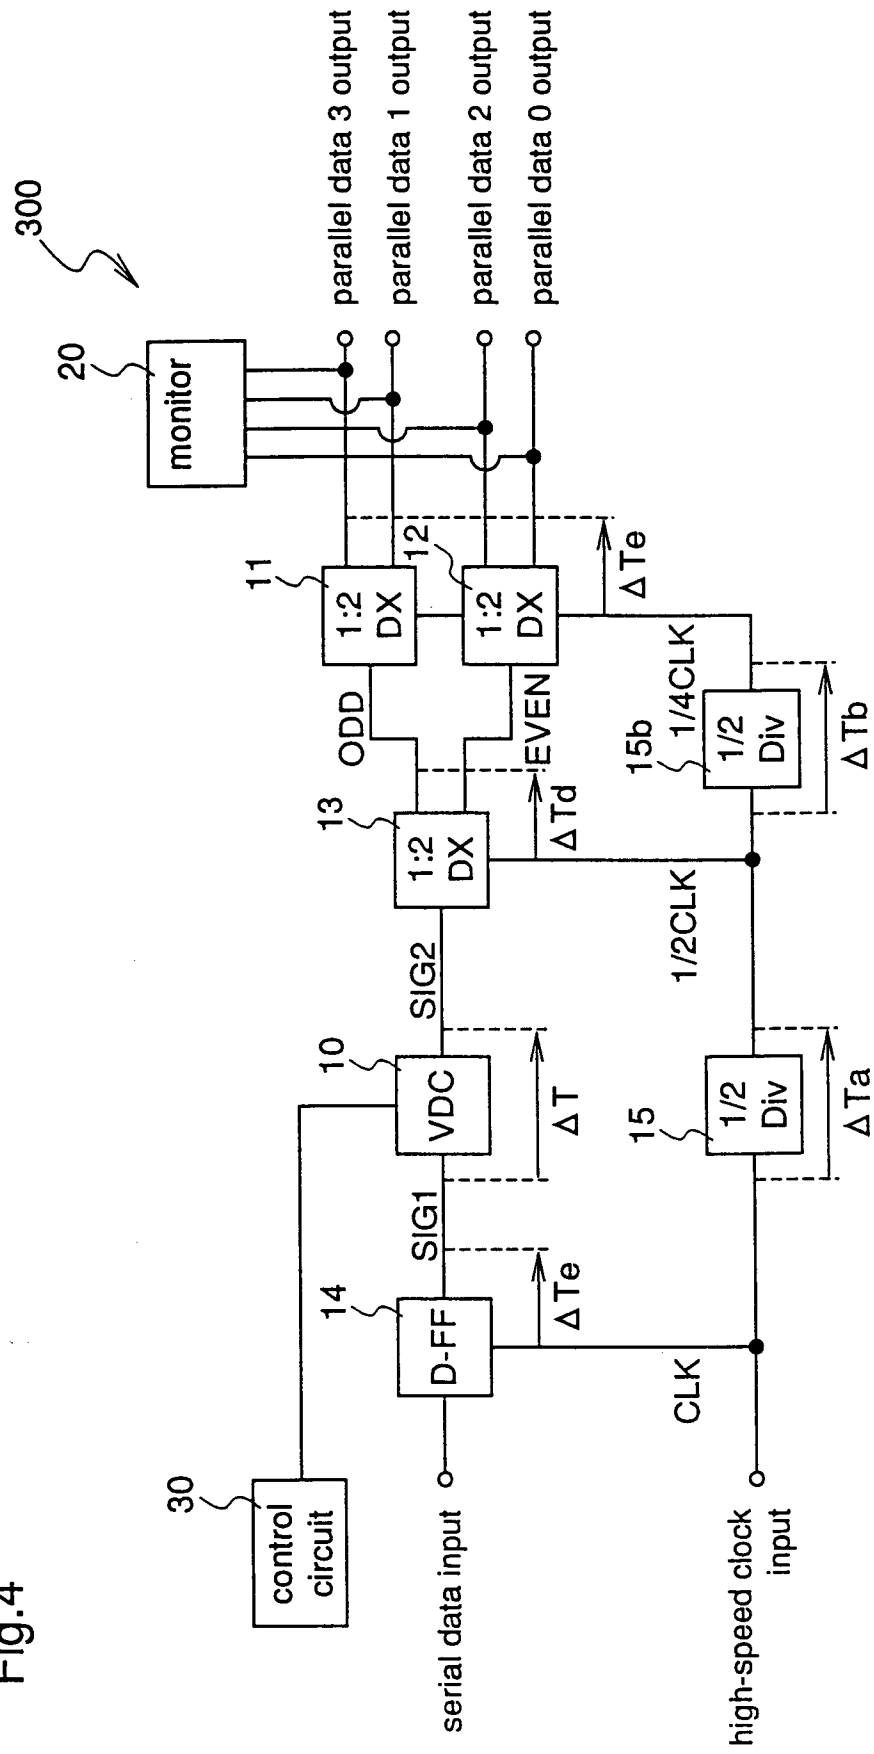 Fig.4
300
20
monitor
parallel data 3 output
parallel data 1 output
parallel data 2 output
parallel data 0 output
11
1:2
DX
12
1:2
DX
ΔTe
ODD
EVEN
13
1:2
DX
ΔTd
1/4CLK
15b
1/2
Div
ΔTb
1/2CLK
SIG2
10
VDC
ΔT
15
1/2
Div
ΔTa
SIG1
14
D-FF
ΔTe
CLK
30
control
circuit
serial data input
high-speed clock
input